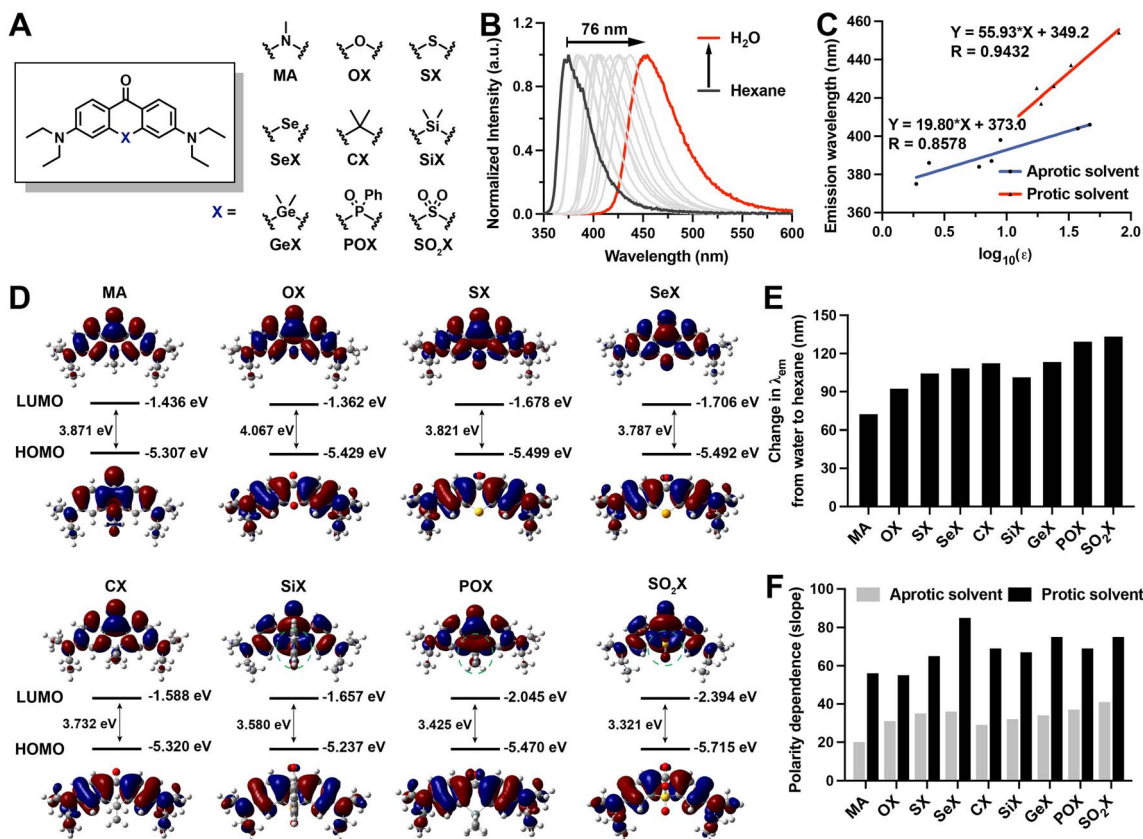 A
O
N
X
N
X =
N
MA
O
OX
S
SX
Se
SeX
CX
Si
SiX
Ge
GeX
O Ph
P
POX
O O
S
SO2X
B
Normalized Intensity (a.u.)
1.0
0.8
0.6
0.4
0.2
0.0
76 nm
H2O
Hexane
350 400 450 500 550 600
Wavelength (nm)
C
Emission wavelength (nm)
460
440
420
400
380
360
Y = 55.93*X + 349.2
R = 0.9432
Y = 19.80*X + 373.0
R = 0.8578
Aprotic solvent
Protic solvent
0.0 0.5 1.0 1.5 2.0
log10(ε)
D
MA OX SX SeX
LUMO -1.436 eV -1.362 eV -1.678 eV -1.706 eV
3.871 eV 4.067 eV 3.821 eV 3.787 eV
HOMO -5.307 eV -5.429 eV -5.499 eV -5.492 eV
CX SiX POX SO2X
LUMO -1.588 eV -1.657 eV -2.045 eV -2.394 eV
3.732 eV 3.580 eV 3.425 eV 3.321 eV
HOMO -5.320 eV -5.237 eV -5.470 eV -5.715 eV
E
Change in λem
from water to hexane (nm)
150
120
90
60
30
0
MA OX SX SeX CX SiX GeX POX SO2X
F
Polarity dependence (slope)
100
80
60
40
20
0
Aprotic solvent Protic solvent
MA OX SX SeX CX SiX GeX POX SO2X